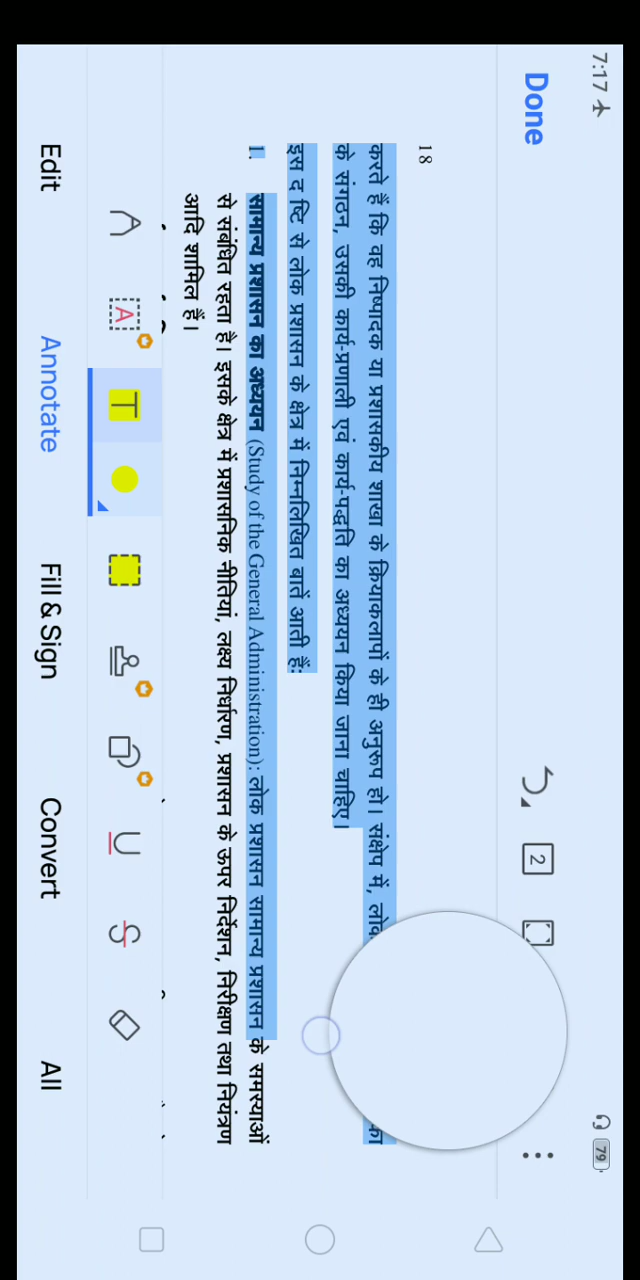 7:17
79
Done
2
18
करते हैं कि वह निष्पादक या प्रशासकीय शाखा के क्रियाकलापों के ही अनुरूप हो। संक्षेप में,
के संगठन, उसकी कार्य-प्रणाली एवं कार्य-पद्धति का अध्ययन किया जाना चाहिए।
इस द ष्टि से लोक प्रशासन के क्षेत्र में निम्नलिखित बातें आती हैं:
1. सामान्य प्रशासन का अध्ययन (Study of the General Administration): लोक प्रशासन सामान्य प्रशासन के समस्याओं
से संबंधित रहता है। इसके क्षेत्र में प्रशासनिक नीतियां, लक्ष्य निर्धारण, प्रशासन के ऊपर निर्देशन, निरीक्षण तथा नियंत्रण
आदि शामिल हैं।
Edit Annotate Fill & Sign Convert All